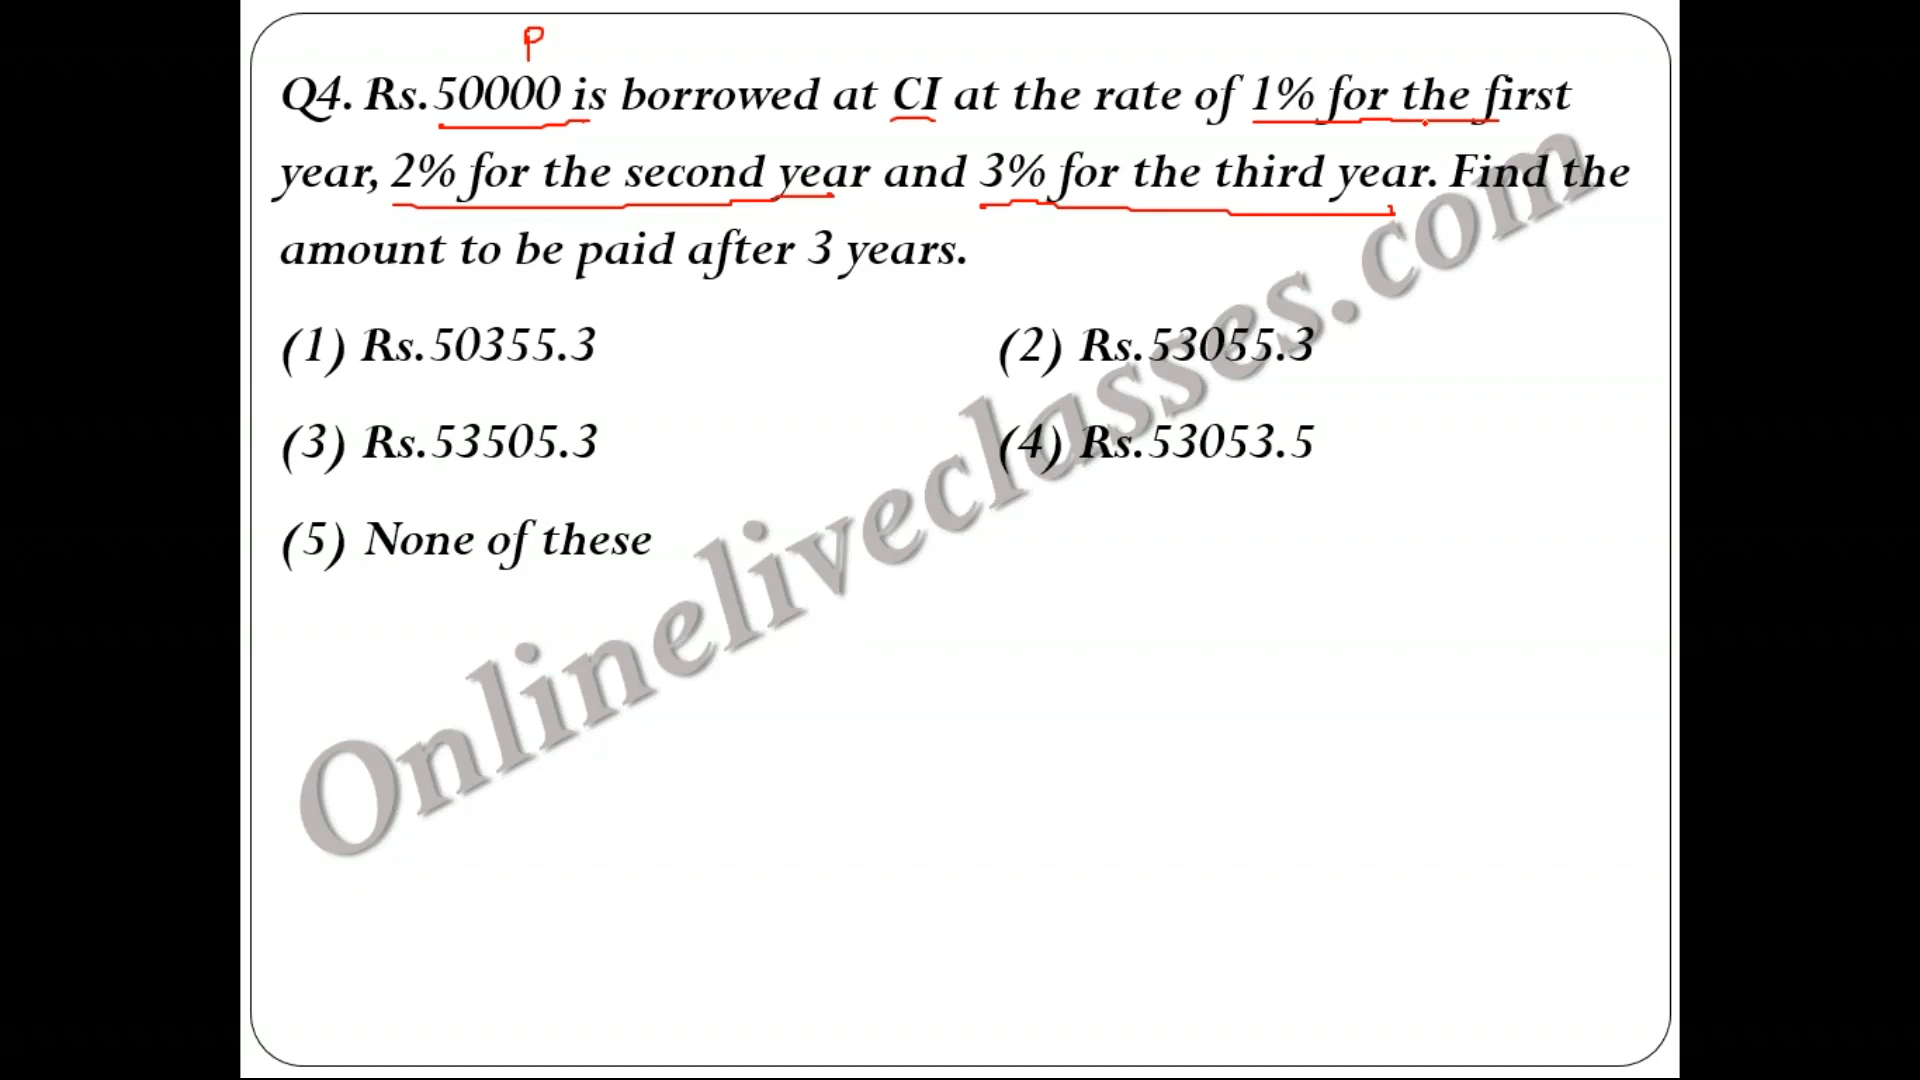 P
Q4. Rs.50000 is borrowed at CI at the rate of 1% for the first
year, 2% for the second year and 3% for the third year. Find the
amount to be paid after 3 years.
(1) Rs.50355.3 (2) Rs.53055.3
(3) Rs.53505.3 (4) Rs.53053.5
(5) None of these
Onlineliveclasses.com